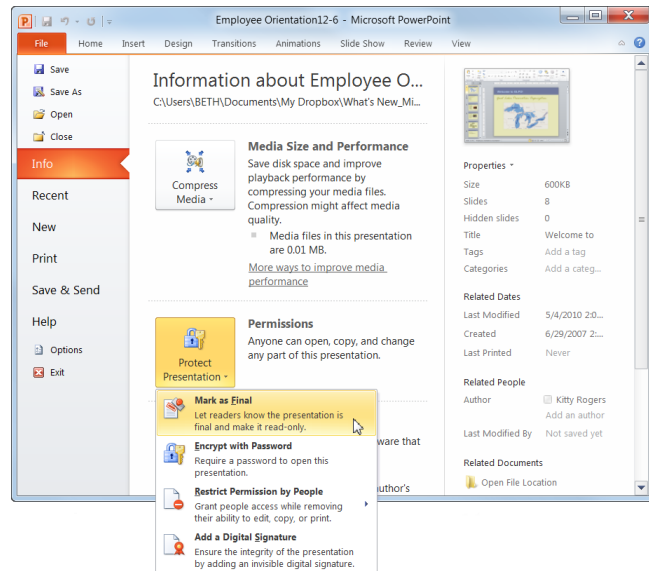 Employee Orientation12-6 - Microsoft PowerPoint
File Home Insert Design Transitions Animations Slide Show Review View
Save
Save As
Open
Close
Info
Recent
New
Print
Save & Send
Help
Options
Exit
Information about Employee O...
C:\Users\BETH\Documents\My Dropbox\What's New_Mi...
Compress
Media
Media Size and Performance
Save disk space and improve
playback performance by
compressing your media files.
Compression might affect media
quality.
Media files in this presentation
are 0.01 MB.
More ways to improve media
performance
Protect
Presentation
Permissions
Anyone can open, copy, and change
any part of this presentation.
Mark as Final
Let readers know the presentation is
final and make it read-only.
Encrypt with Password
Require a password to open this
presentation.
Restrict Permission by People
Grant people access while removing
their ability to edit, copy, or print.
Add a Digital Signature
Ensure the integrity of the presentation
by adding an invisible digital signature.
ware that
uthor's
Properties
Size 600KB
Slides 8
Hidden slides 0
Title Welcome to
Tags Add a tag
Categories Add a categ...
Related Dates
Last Modified 5/4/2010 2:0...
Created 6/29/2007 2:...
Last Printed Never
Related People
Author Kitty Rogers
Add an author
Last Modified By Not saved yet
Related Documents
Open File Location